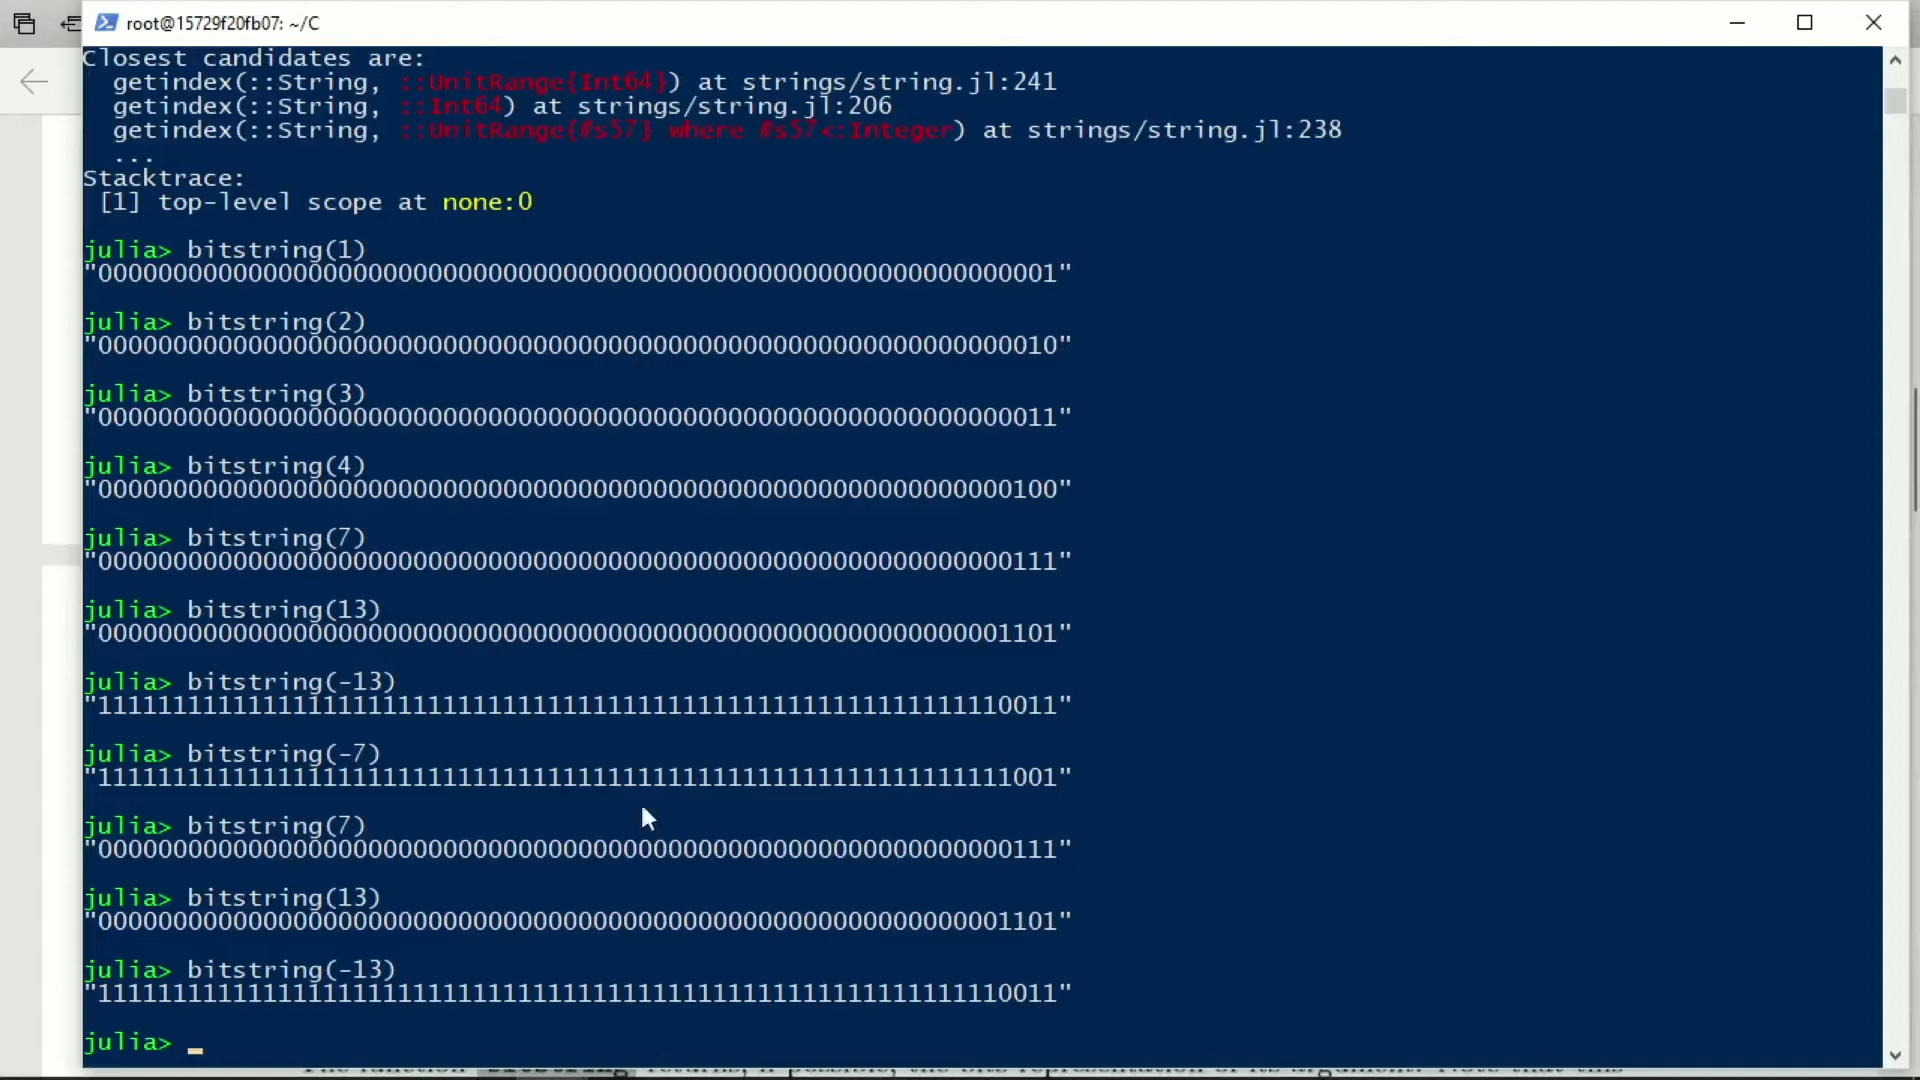 root@15729f20fb07: ~/C
Closest candidates are:
getindex(::String, ::UnitRange{Int64}) at strings/string.jl:241
getindex(::String, ::Int64) at strings/string.jl:206
getindex(::String, ::UnitRange{#s57} where #s57<:Integer) at strings/string.jl:238
...
Stacktrace:
[1] top-level scope at none:0
julia> bitstring(1)
"0000000000000000000000000000000000000000000000000000000000000001"
julia> bitstring(2)
"0000000000000000000000000000000000000000000000000000000000000010"
julia> bitstring(3)
"0000000000000000000000000000000000000000000000000000000000000011"
julia> bitstring(4)
"0000000000000000000000000000000000000000000000000000000000000100"
julia> bitstring(7)
"0000000000000000000000000000000000000000000000000000000000000111"
julia> bitstring(13)
"0000000000000000000000000000000000000000000000000000000000001101"
julia> bitstring(-13)
"1111111111111111111111111111111111111111111111111111111111110011"
julia> bitstring(-7)
"1111111111111111111111111111111111111111111111111111111111111001"
julia> bitstring(7)
"0000000000000000000000000000000000000000000000000000000000000111"
julia> bitstring(13)
"0000000000000000000000000000000000000000000000000000000000001101"
julia> bitstring(-13)
"1111111111111111111111111111111111111111111111111111111111110011"
julia>